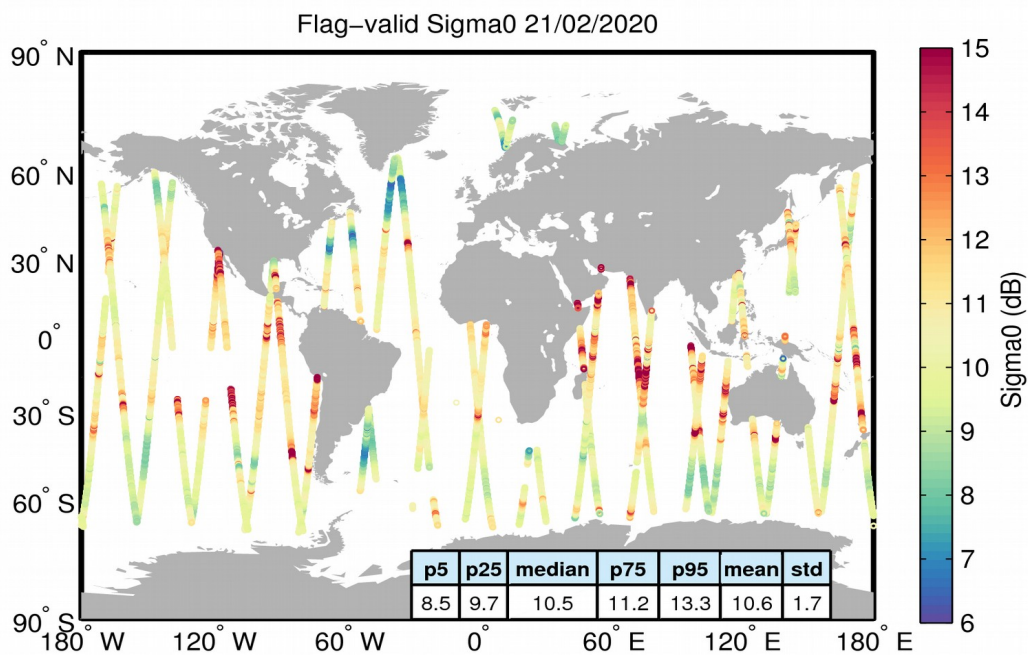 Flag−valid Sigma0 21/02/2020
90° N
60° N
30° N
0°
30° S
60° S
90° S
180° W
120° W
60° W
0°
60° E
120° E
180° E
p5 p25 median p75 p95 mean std
8.5 9.7 10.5 11.2 13.3 10.6 1.7
15
14
13
12
11
10
9
8
7
6
Sigma0 (dB)